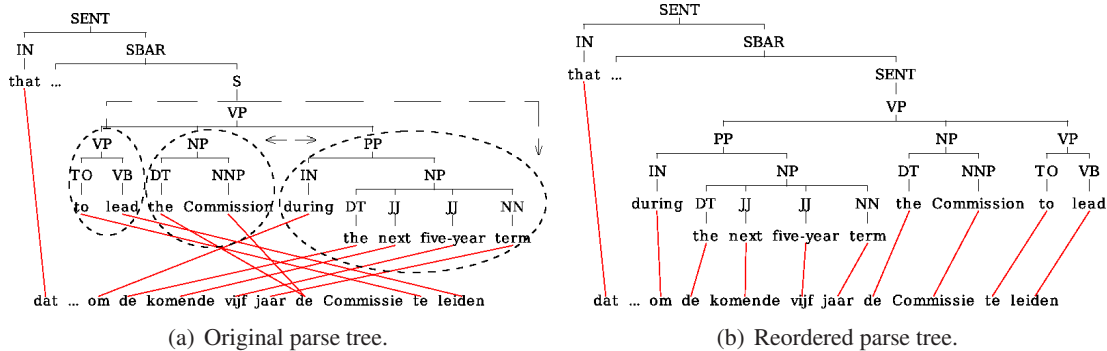 SENT
IN SBAR
that ...
S
VP
VP NP PP
TO VB DT NNP IN NP
to lead the Commission during DT JJ JJ NN
the next five-year term
dat ... om de komende vijf jaar de Commissie te leiden
(a) Original parse tree.
SENT
IN SBAR
that ...
SENT
VP
PP NP VP
IN NP DT NNP TO VB
during DT JJ JJ NN the Commission to lead
the next five-year term
dat ... om de komende vijf jaar de Commissie te leiden
(b) Reordered parse tree.